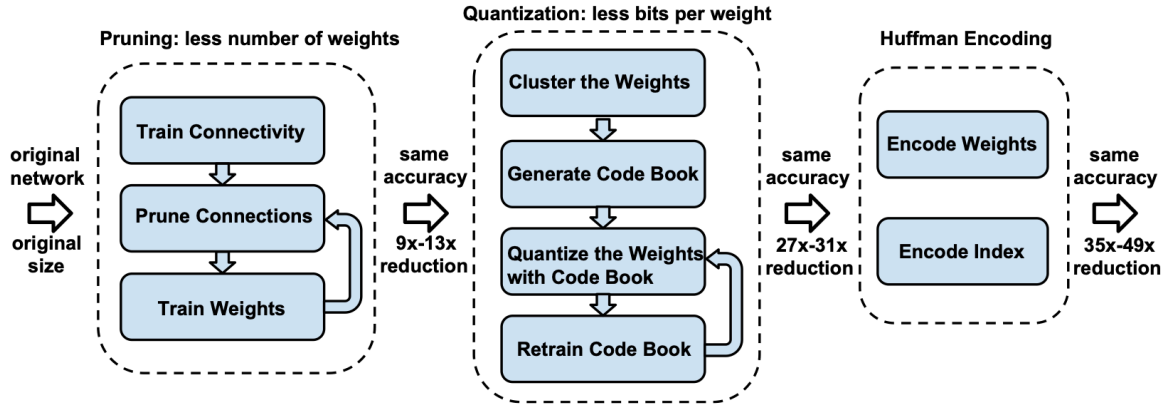 original
network
original
size
Pruning: less number of weights
Train Connectivity
Prune Connections
Train Weights
same
accuracy
9x-13x
reduction
Quantization: less bits per weight
Cluster the Weights
Generate Code Book
Quantize the Weights
with Code Book
Retrain Code Book
same
accuracy
27x-31x
reduction
Huffman Encoding
Encode Weights
Encode Index
same
accuracy
35x-49x
reduction